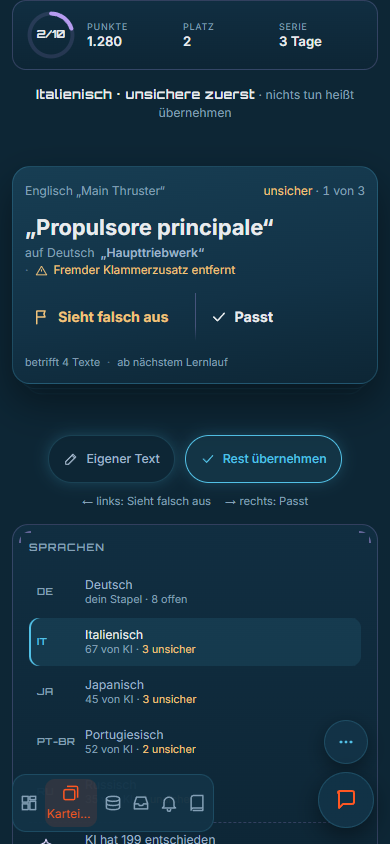 2/10
PUNKTE
1.280
PLATZ
2
SERIE
3 Tage
Italienisch · unsichere zuerst · nichts tun heißt
übernehmen
Englisch „Main Thruster“
unsicher · 1 von 3
„Propulsore principale“
auf Deutsch „Haupttriebwerk“
· Fremder Klammerzusatz entfernt
Sieht falsch aus
Passt
betrifft 4 Texte · ab nächstem Lernlauf
Eigener Text
Rest übernehmen
← links: Sieht falsch aus → rechts: Passt
SPRACHEN
DE
Deutsch
dein Stapel · 8 offen
IT
Italienisch
67 von KI · 3 unsicher
JA
Japanisch
45 von KI · 3 unsicher
PT-BR
Portugiesisch
52 von KI · 2 unsicher
Kartei…
KI hat 199 entschieden